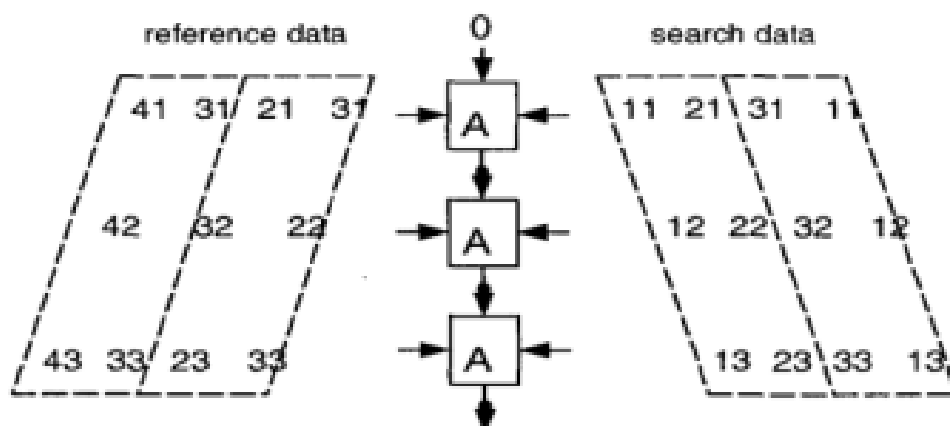 reference data 0 search data
41 31 21 31 A 11 21 31 11
42 32 22 A 12 22 32 12
43 33 23 33 A 13 23 33 13